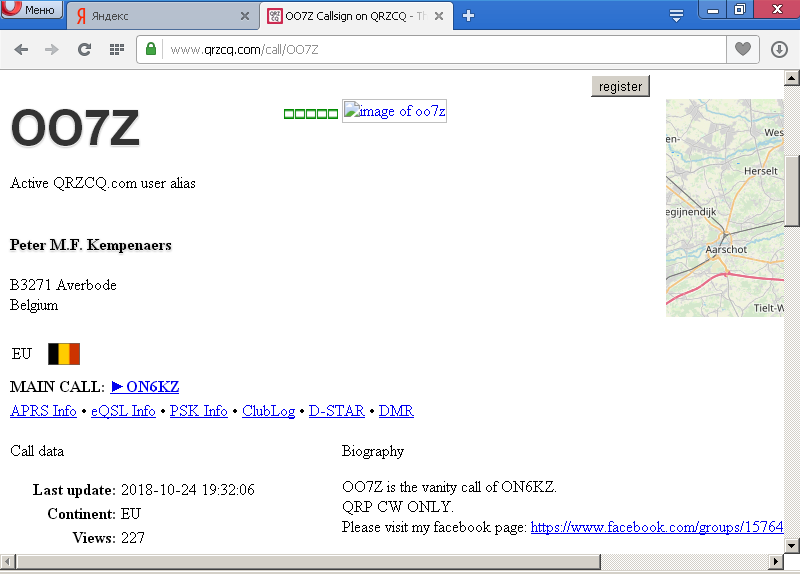 Меню
Яндекс
OO7Z Callsign on QRZCQ - Th
www.qrzcq.com/call/OO7Z
register
OO7Z
image of oo7z
Active QRZCQ.com user alias
Peter M.F. Kempenaers
B3271 Averbode
Belgium
EU
MAIN CALL: ►ON6KZ
APRS Info • eQSL Info • PSK Info • ClubLog • D-STAR • DMR
Call data
Last update: 2018-10-24 19:32:06
Continent: EU
Views: 227
Biography
OO7Z is the vanity call of ON6KZ.
QRP CW ONLY.
Please visit my facebook page: https://www.facebook.com/groups/15764
en-
Wes
Herselt
egijnendijk
Aarschot
Tielt-W